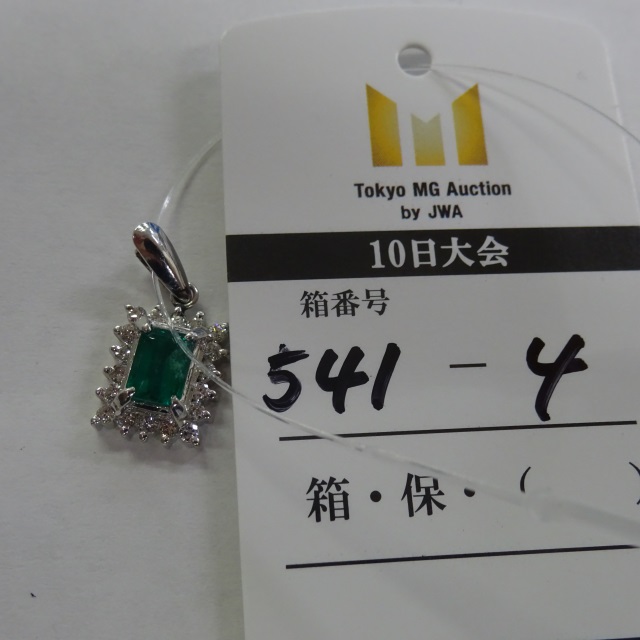 Tokyo MG Auction
by JWA
10日大会
箱番号
541 - 4
箱・保・(　　)